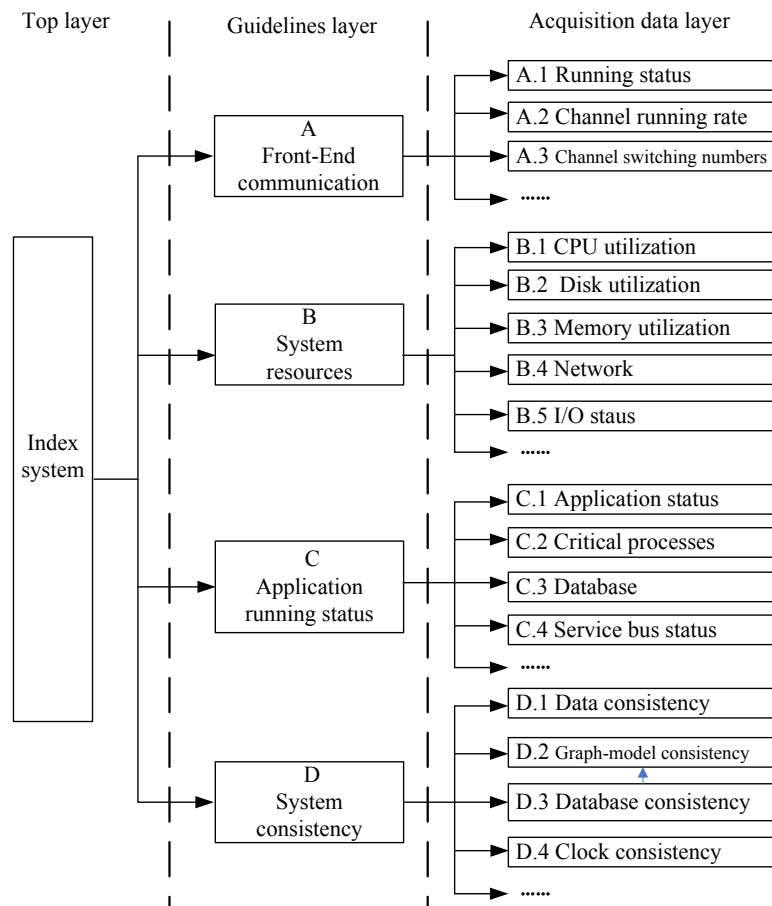 Top layer
Guidelines layer
Acquisition data layer
Index
system
A
Front-End
communication
A.1 Running status
A.2 Channel running rate
A.3 Channel switching numbers
......
B
System
resources
B.1 CPU utilization
B.2 Disk utilization
B.3 Memory utilization
B.4 Network
B.5 I/O staus
......
C
Application
running status
C.1 Application status
C.2 Critical processes
C.3 Database
C.4 Service bus status
......
D
System
consistency
D.1 Data consistency
D.2 Graph-model consistency
D.3 Database consistency
D.4 Clock consistency
......